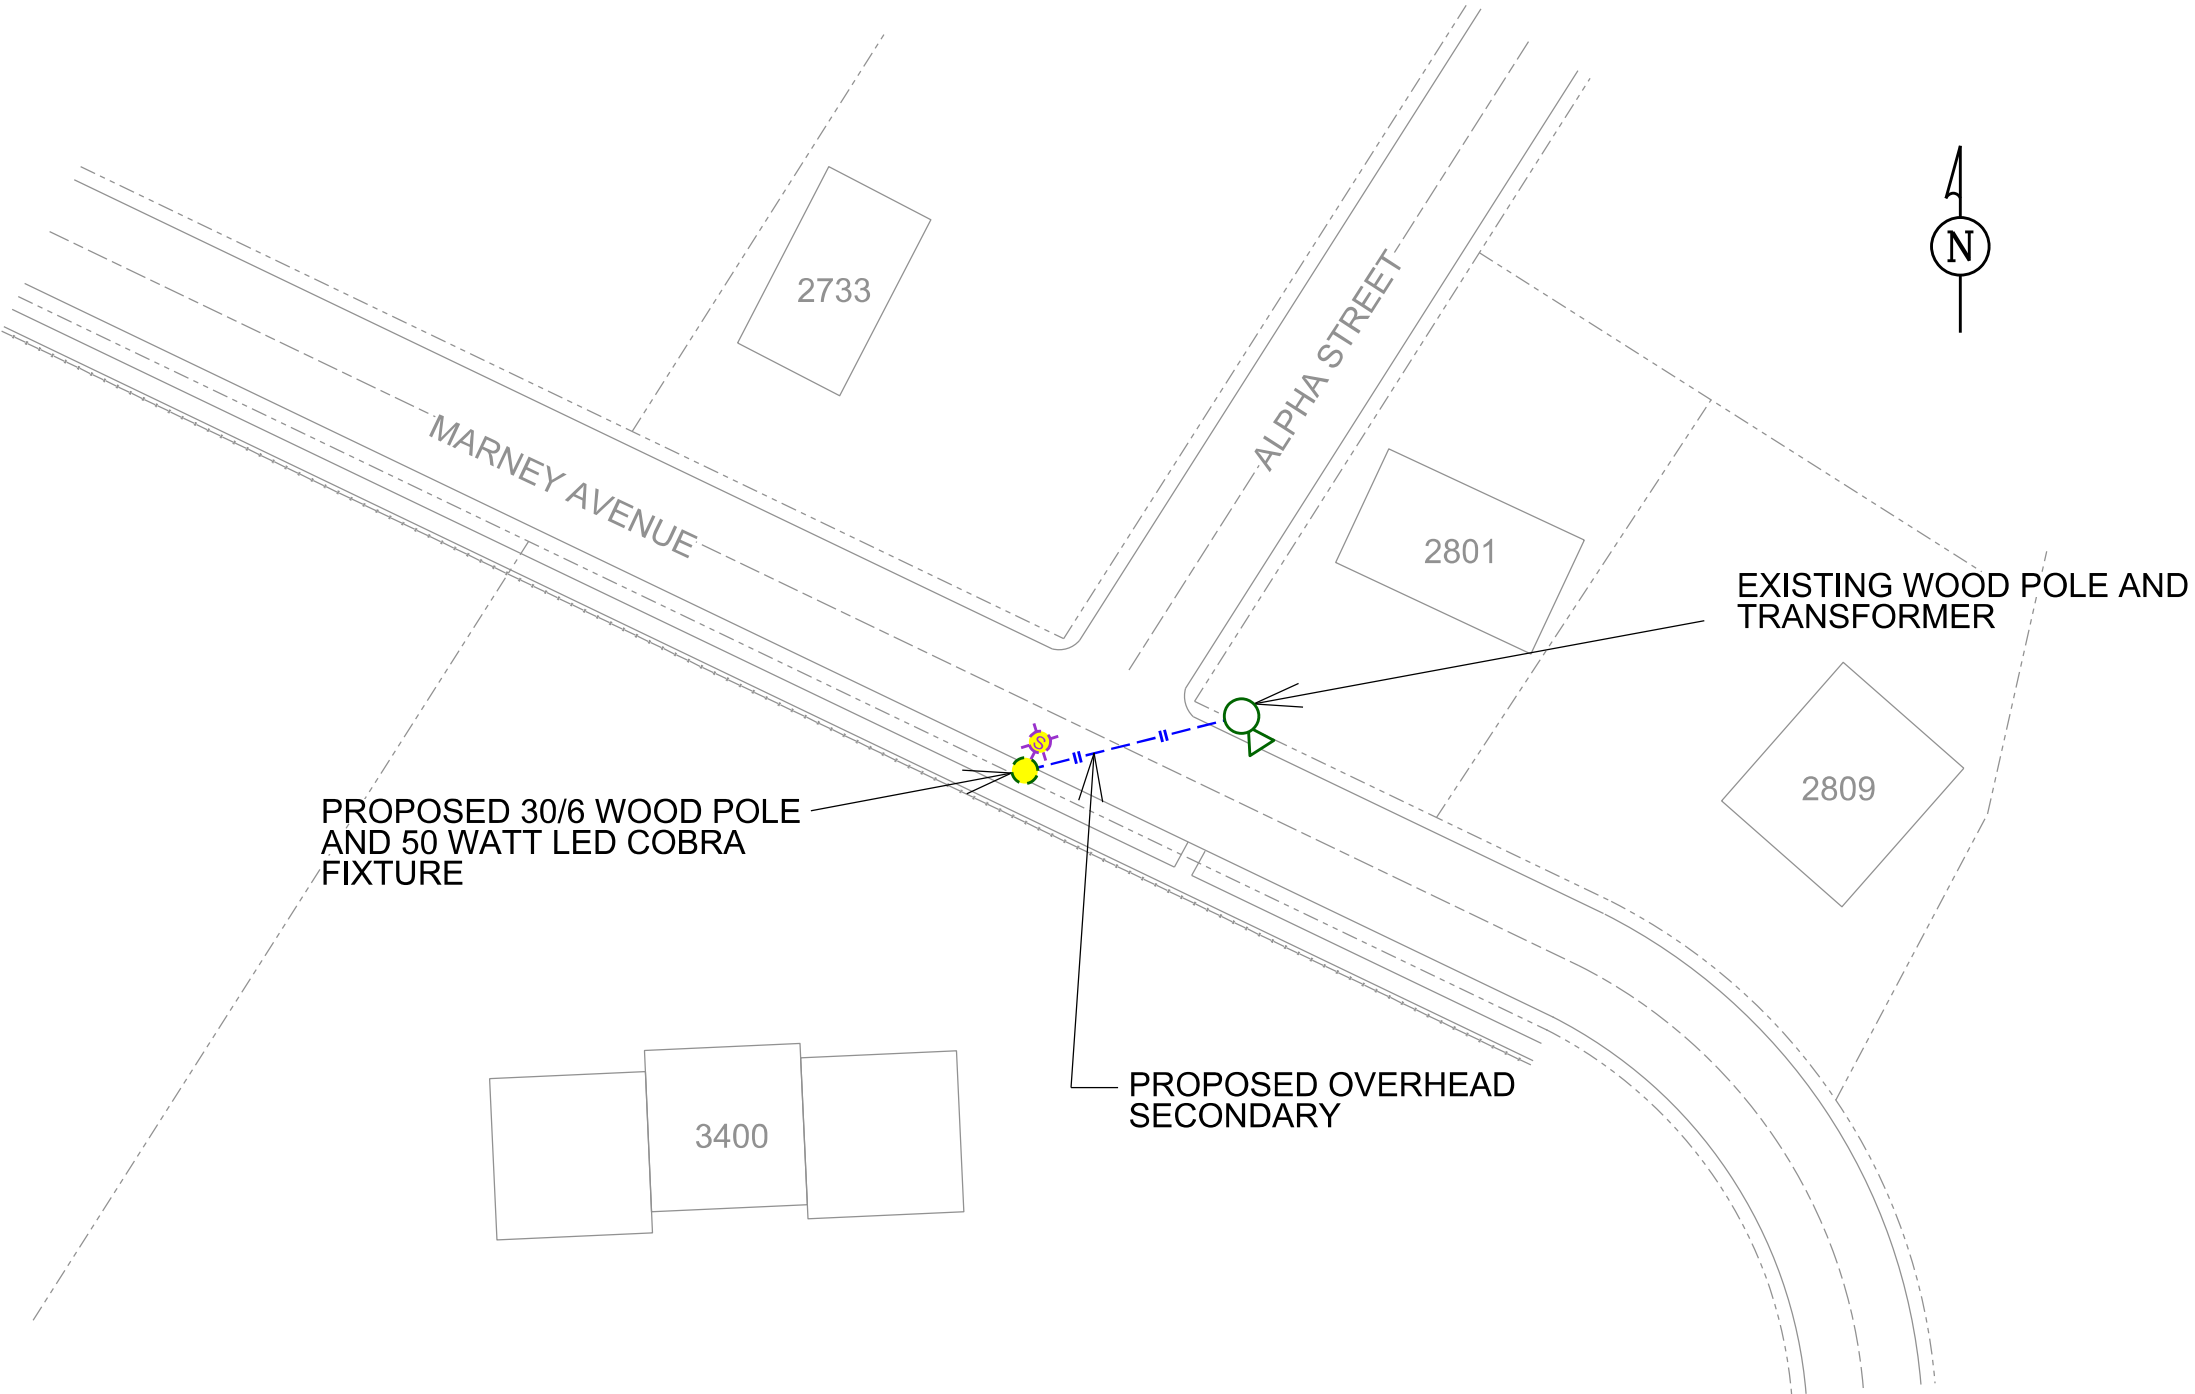 2733
N
ALPHA STREET
MARNEY AVENUE
2801
EXISTING WOOD POLE AND
TRANSFORMER
S
2809
PROPOSED 30/6 WOOD POLE
AND 50 WATT LED COBRA
FIXTURE
PROPOSED OVERHEAD
SECONDARY
3400